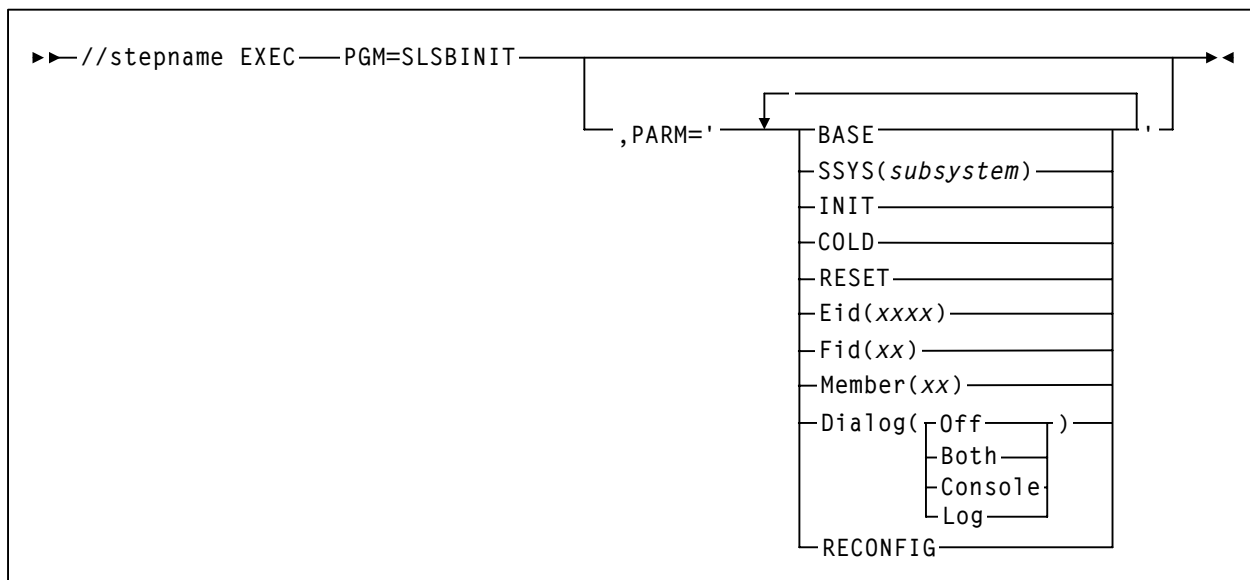 //stepname EXEC PGM=SLSBINIT
,PARM=' BASE '
SSYS(subsystem)
INIT
COLD
RESET
Eid(xxxx)
Fid(xx)
Member(xx)
Dialog( Off )
Both
Console
Log
RECONFIG